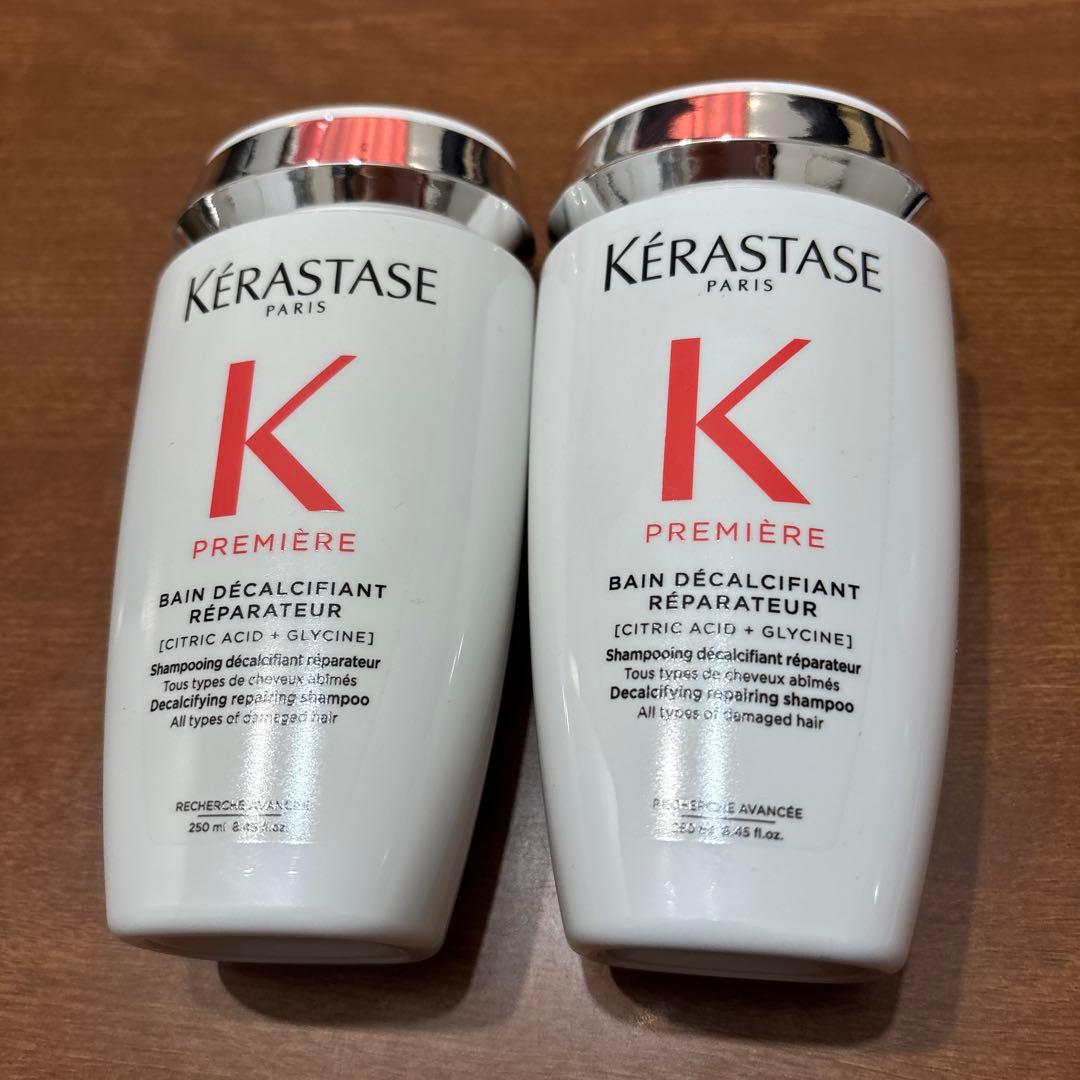 KÉRASTASE
PARIS
K
PREMIÈRE
BAIN DÉCALCIFIANT
RÉPARATEUR
[CITRIC ACID + GLYCINE]
Shampooing décalcifiant réparateur
Tous types de cheveux abîmés
Decalcifying repairing shampoo
All types of damaged hair
RECHERCHE AVANCÉE
250 ml 8.45 fl.oz.
KÉRASTASE
PARIS
K
PREMIÈRE
BAIN DÉCALCIFIANT
RÉPARATEUR
[CITRIC ACID + GLYCINE]
Shampooing décalcifiant réparateur
Tous types de cheveux abîmés
Decalcifying repairing shampoo
All types of damaged hair
RECHERCHE AVANCÉE
250 ml 8.45 fl.oz.